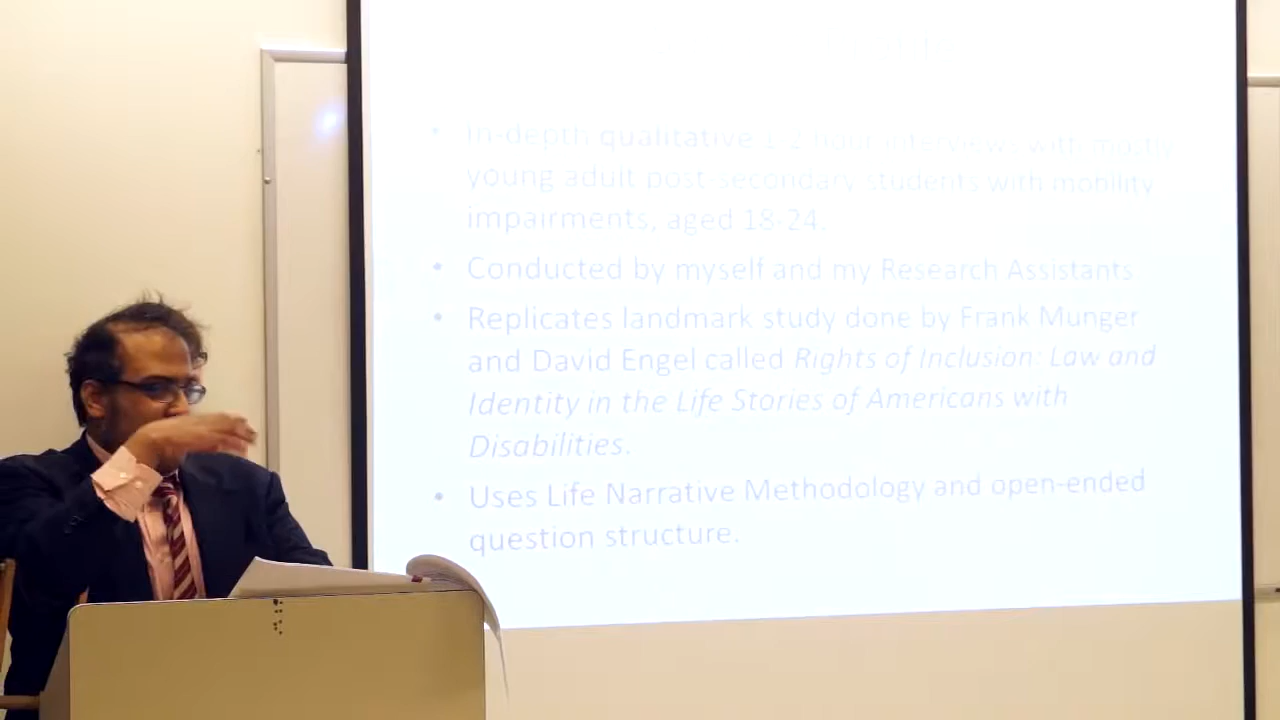 • In-depth qualitative 1-2 hour interviews with mostly
young adult post-secondary students with mobility
impairments, aged 18-24.
• Conducted by myself and my Research Assistants
• Replicates landmark study done by Frank Munger
and David Engel called Rights of Inclusion: Law and
Identity in the Life Stories of Americans with
Disabilities.
• Uses Life Narrative Methodology and open-ended
question structure.